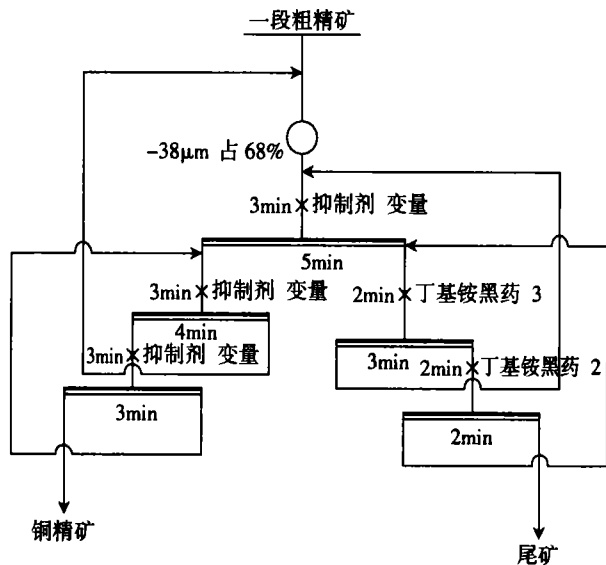 一段粗精矿
-38μm 占 68%
3min 抑制剂 变量
5min
3min 抑制剂 变量
2min 丁基铵黑药 3
4min
3min 抑制剂 变量
3min
2min 丁基铵黑药 2
3min
2min
铜精矿
尾矿